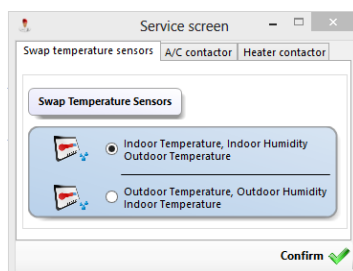 Service screen
Swap temperature sensors A/C contactor Heater contactor
Swap Temperature Sensors
Indoor Temperature, Indoor Humidity
Outdoor Temperature
Outdoor Temperature, Outdoor Humidity
Indoor Temperature
Confirm